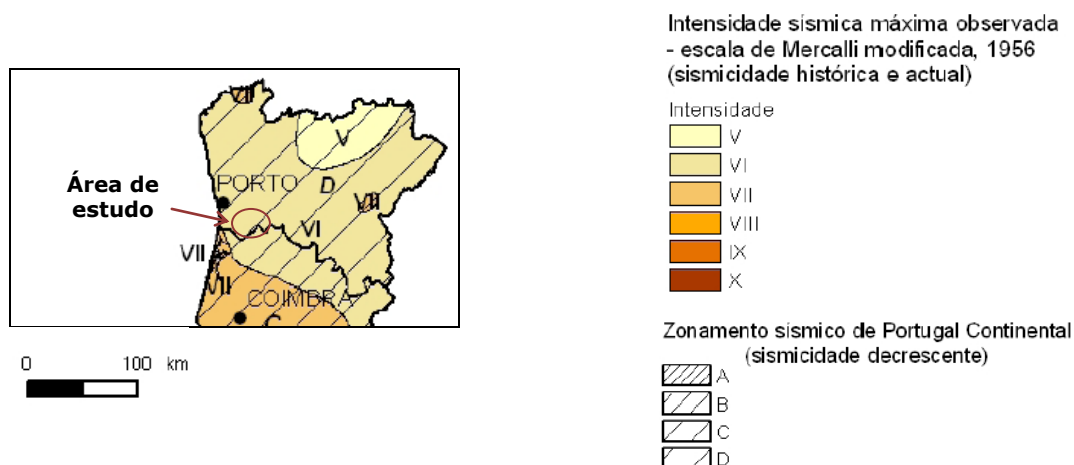 Intensidade sísmica máxima observada
- escala de Mercalli modificada, 1956
(sismicidade histórica e actual)
Intensidade
V
VI
VII
VIII
IX
X
Zonamento sísmico de Portugal Continental
(sismicidade decrescente)
A
B
C
D
VII
V
Área de
estudo
PORTO
D
VII
VI
VII
VII
COIMBRA
C
0
100 km